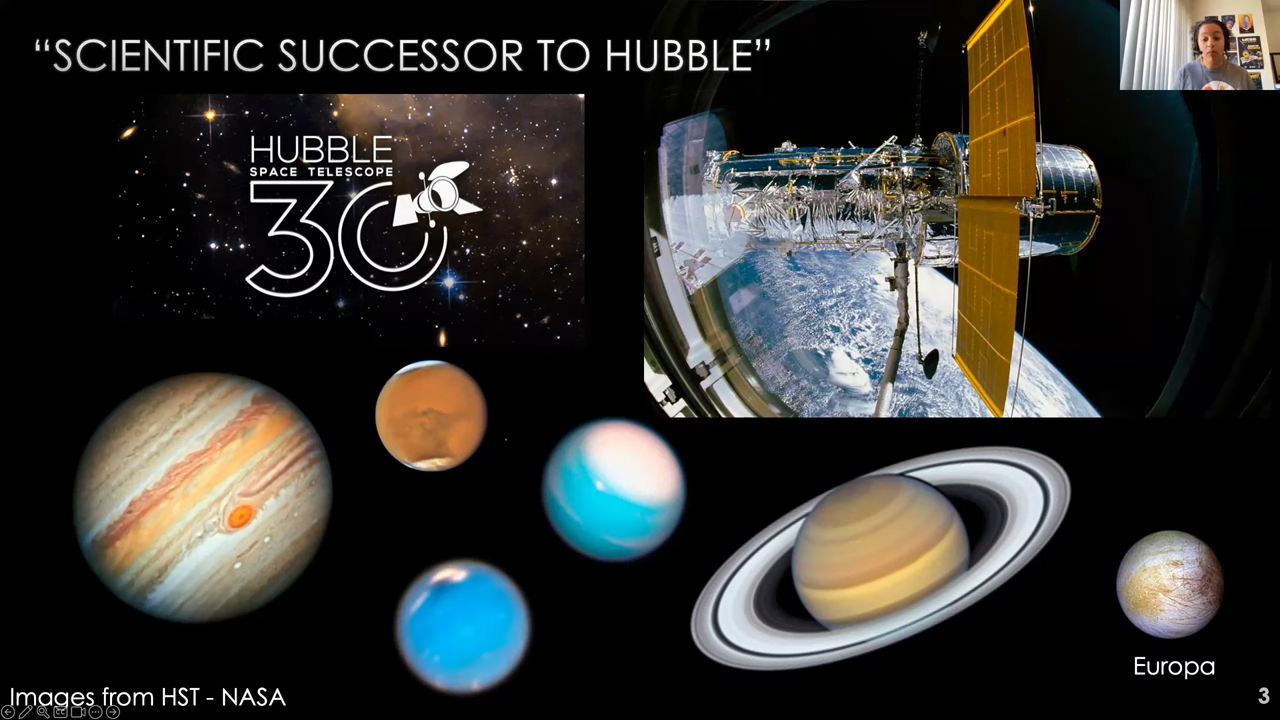 “SCIENTIFIC SUCCESSOR TO HUBBLE”
HUBBLE
SPACE TELESCOPE
30
Europa
Images from HST - NASA
3